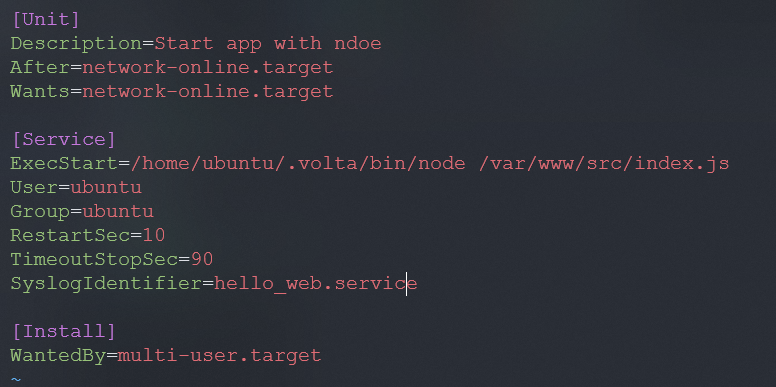 [Unit]
Description=Start app with ndoe
After=network-online.target
Wants=network-online.target
[Service]
ExecStart=/home/ubuntu/.volta/bin/node /var/www/src/index.js
User=ubuntu
Group=ubuntu
RestartSec=10
TimeoutStopSec=90
SyslogIdentifier=hello_web.service
[Install]
WantedBy=multi-user.target
~